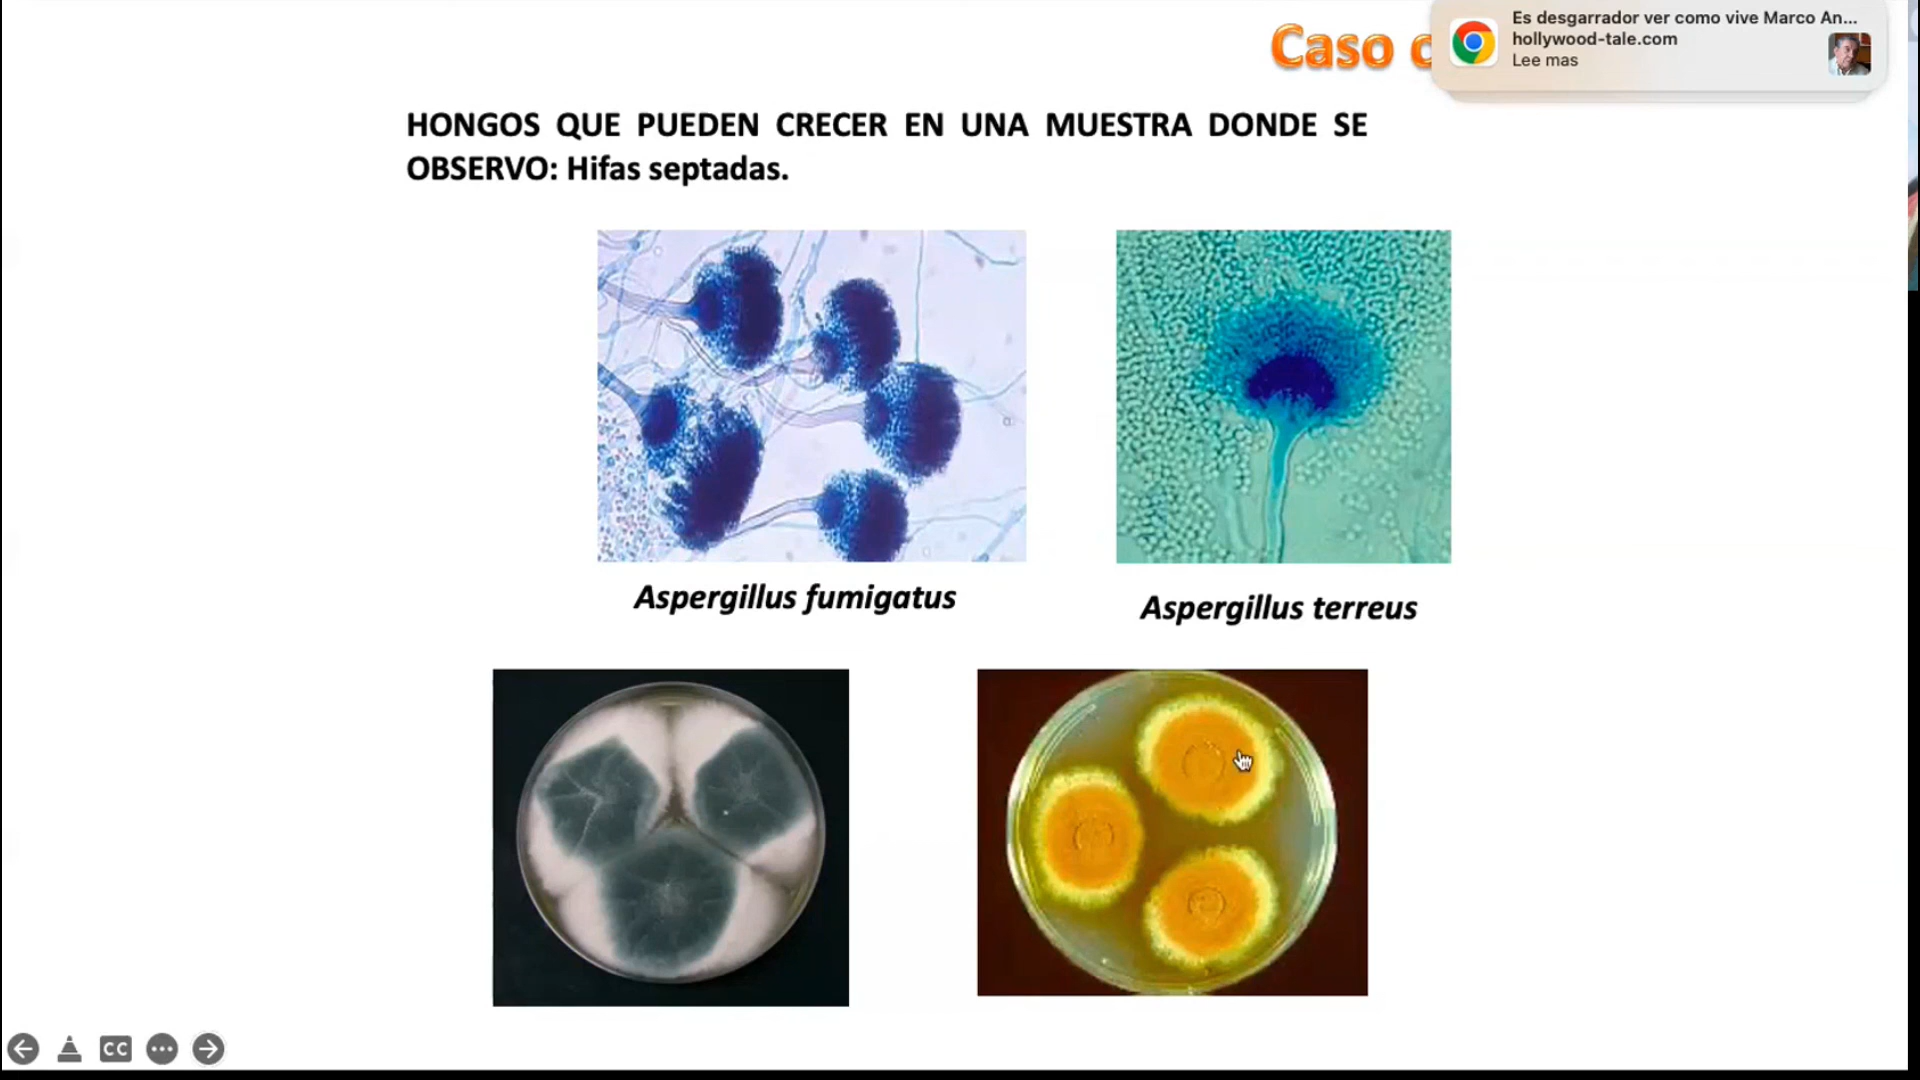 Caso
Es desgarrador ver como vive Marco An...
hollywood-tale.com
Lee mas
HONGOS QUE PUEDEN CRECER EN UNA MUESTRA DONDE SE
OBSERVO: Hifas septadas.
Aspergillus fumigatus
Aspergillus terreus
CC